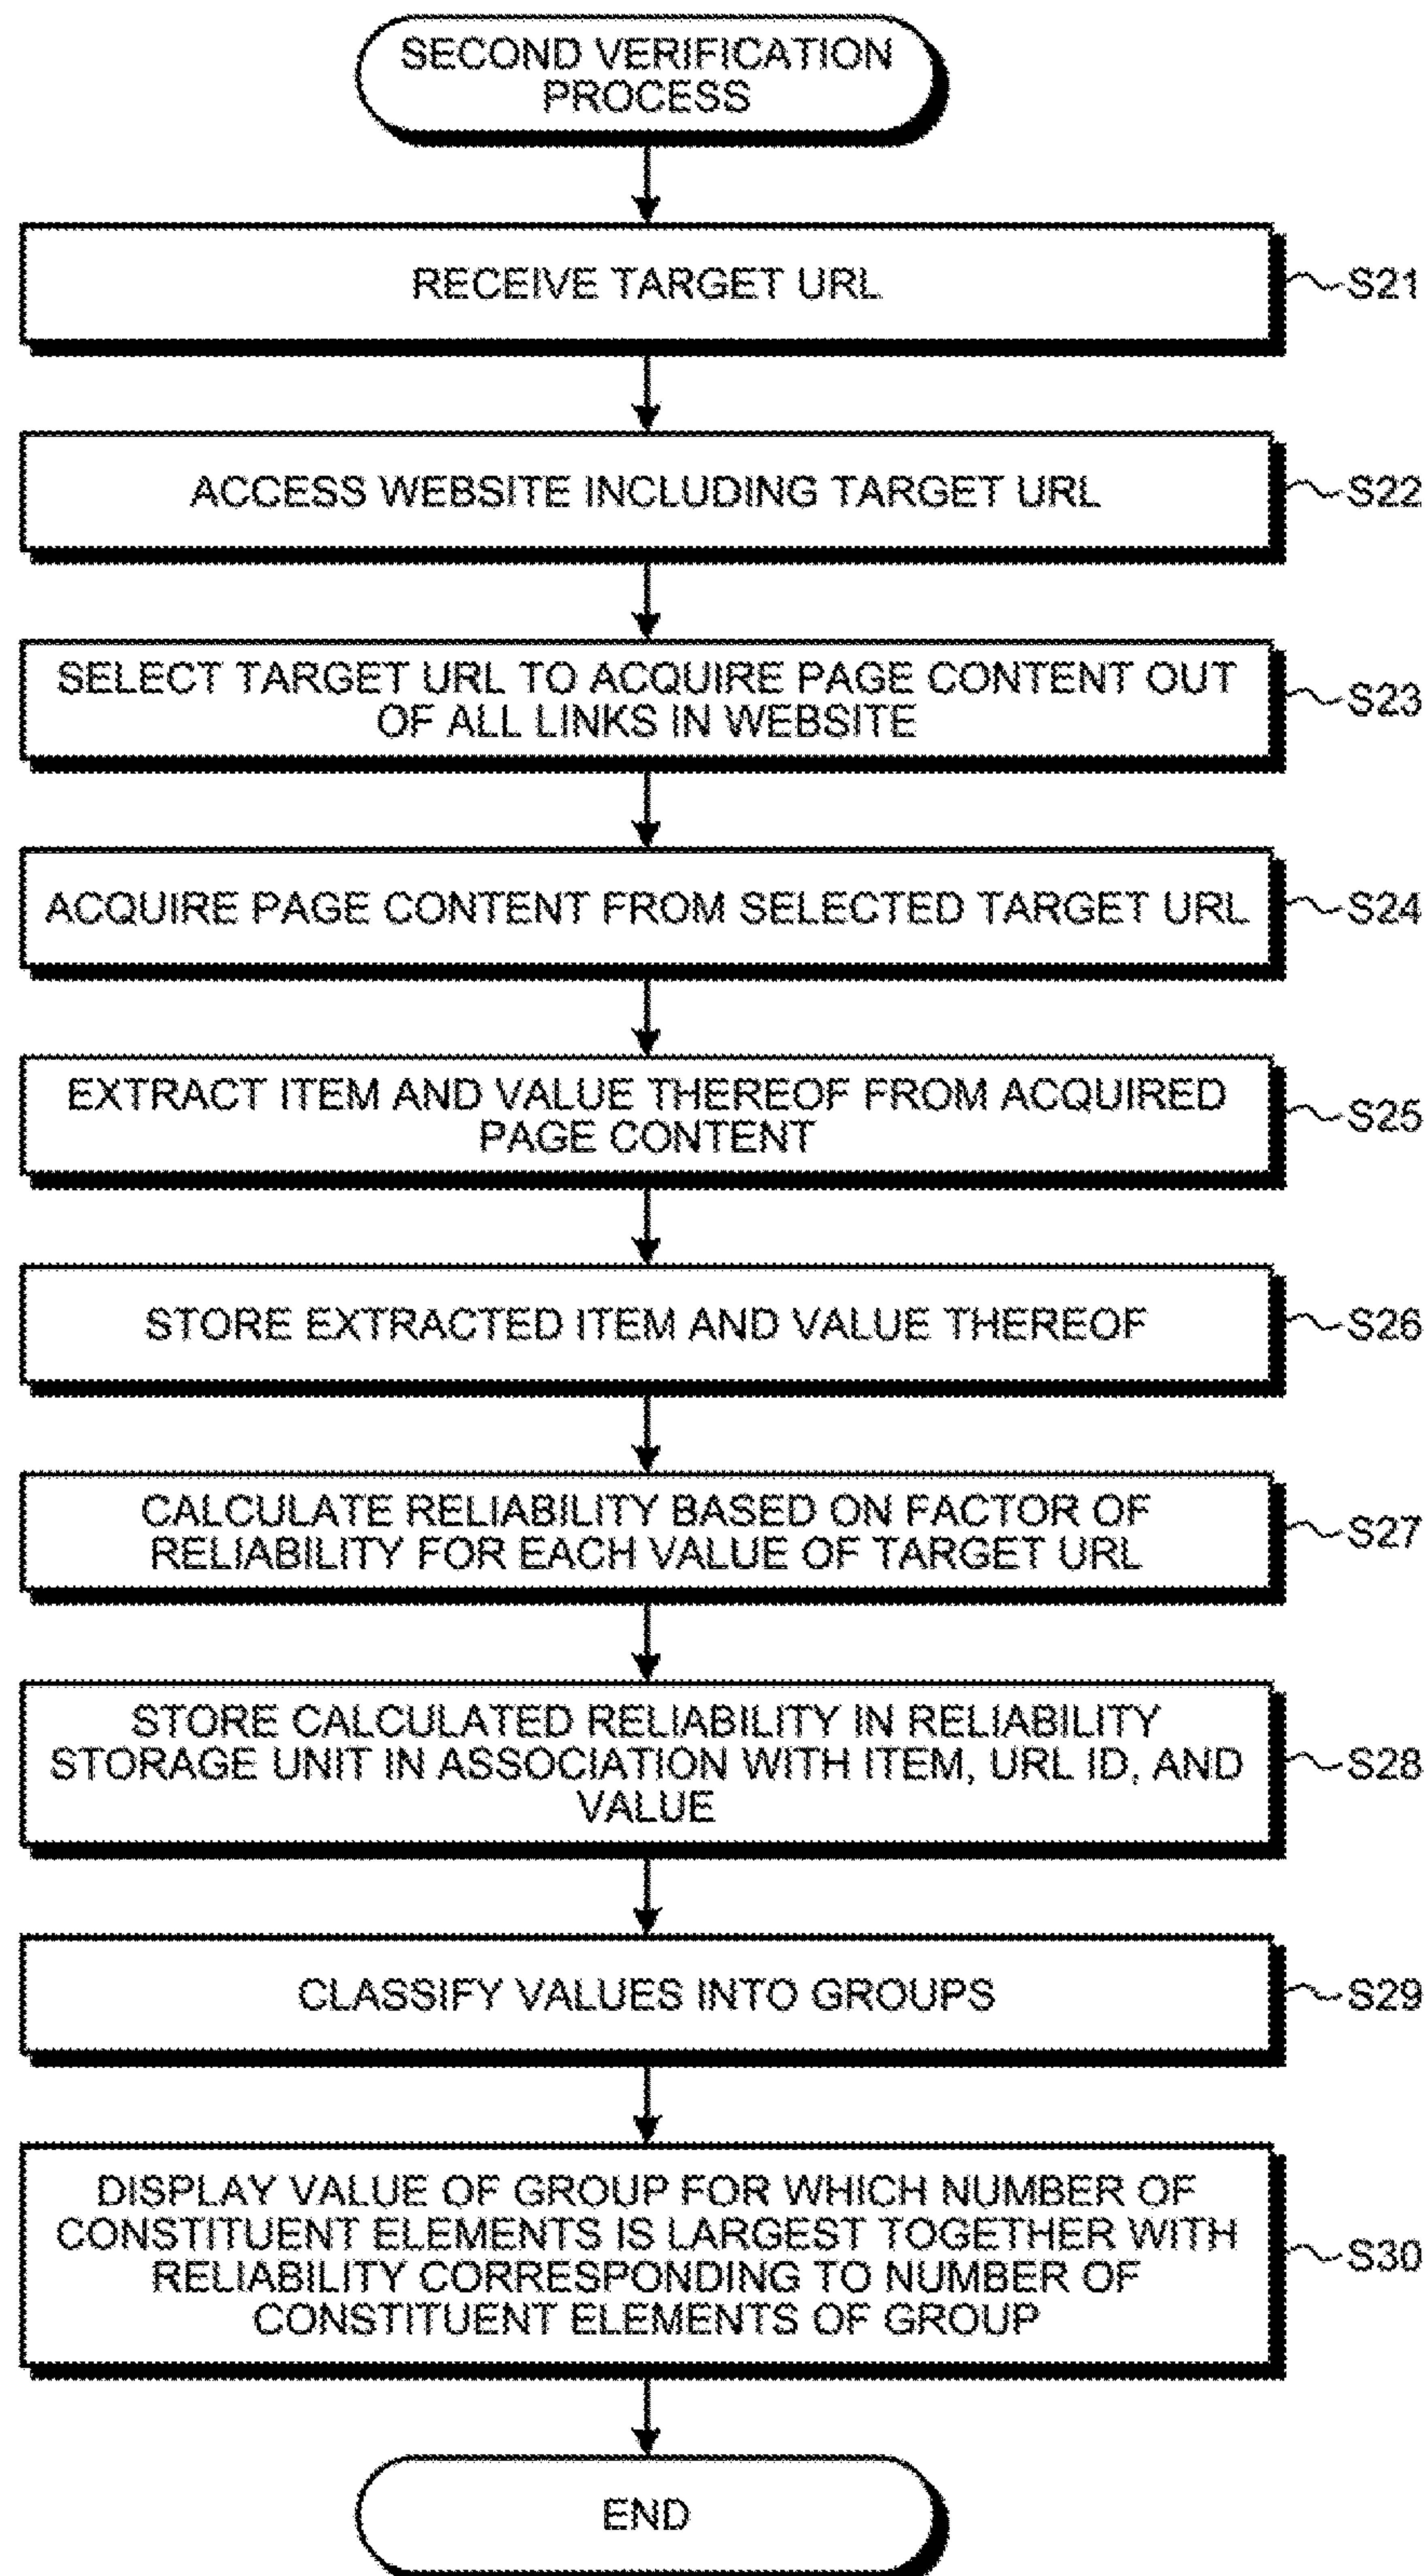 SECOND VERIFICATION
PROCESS
RECEIVE TARGET URL
S21
ACCESS WEBSITE INCLUDING TARGET URL
S22
SELECT TARGET URL TO ACQUIRE PAGE CONTENT OUT
OF ALL LINKS IN WEBSITE
S23
ACQUIRE PAGE CONTENT FROM SELECTED TARGET URL
S24
EXTRACT ITEM AND VALUE THEREOF FROM ACQUIRED
PAGE CONTENT
S25
STORE EXTRACTED ITEM AND VALUE THEREOF
S26
CALCULATE RELIABILITY BASED ON FACTOR OF
RELIABILITY FOR EACH VALUE OF TARGET URL
S27
STORE CALCULATED RELIABILITY IN RELIABILITY
STORAGE UNIT IN ASSOCIATION WITH ITEM, URL ID, AND
VALUE
S28
CLASSIFY VALUES INTO GROUPS
S29
DISPLAY VALUE OF GROUP FOR WHICH NUMBER OF
CONSTITUENT ELEMENTS IS LARGEST TOGETHER WITH
RELIABILITY CORRESPONDING TO NUMBER OF
CONSTITUENT ELEMENTS OF GROUP
S30
END